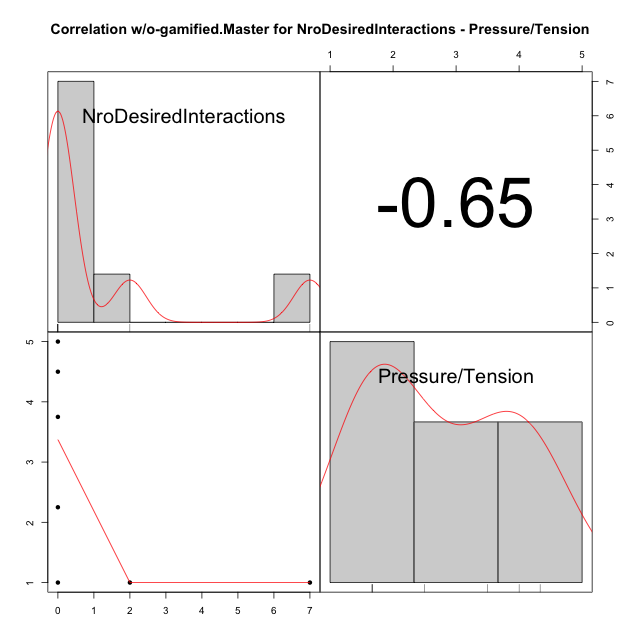 Correlation w/o-gamified.Master for NroDesiredInteractions - Pressure/Tension
1 2 3 4 5
NroDesiredInteractions
-0.65
7
6
5
4
3
2
1
0
5
4
3
2
1
Pressure/Tension
0 1 2 3 4 5 6 7